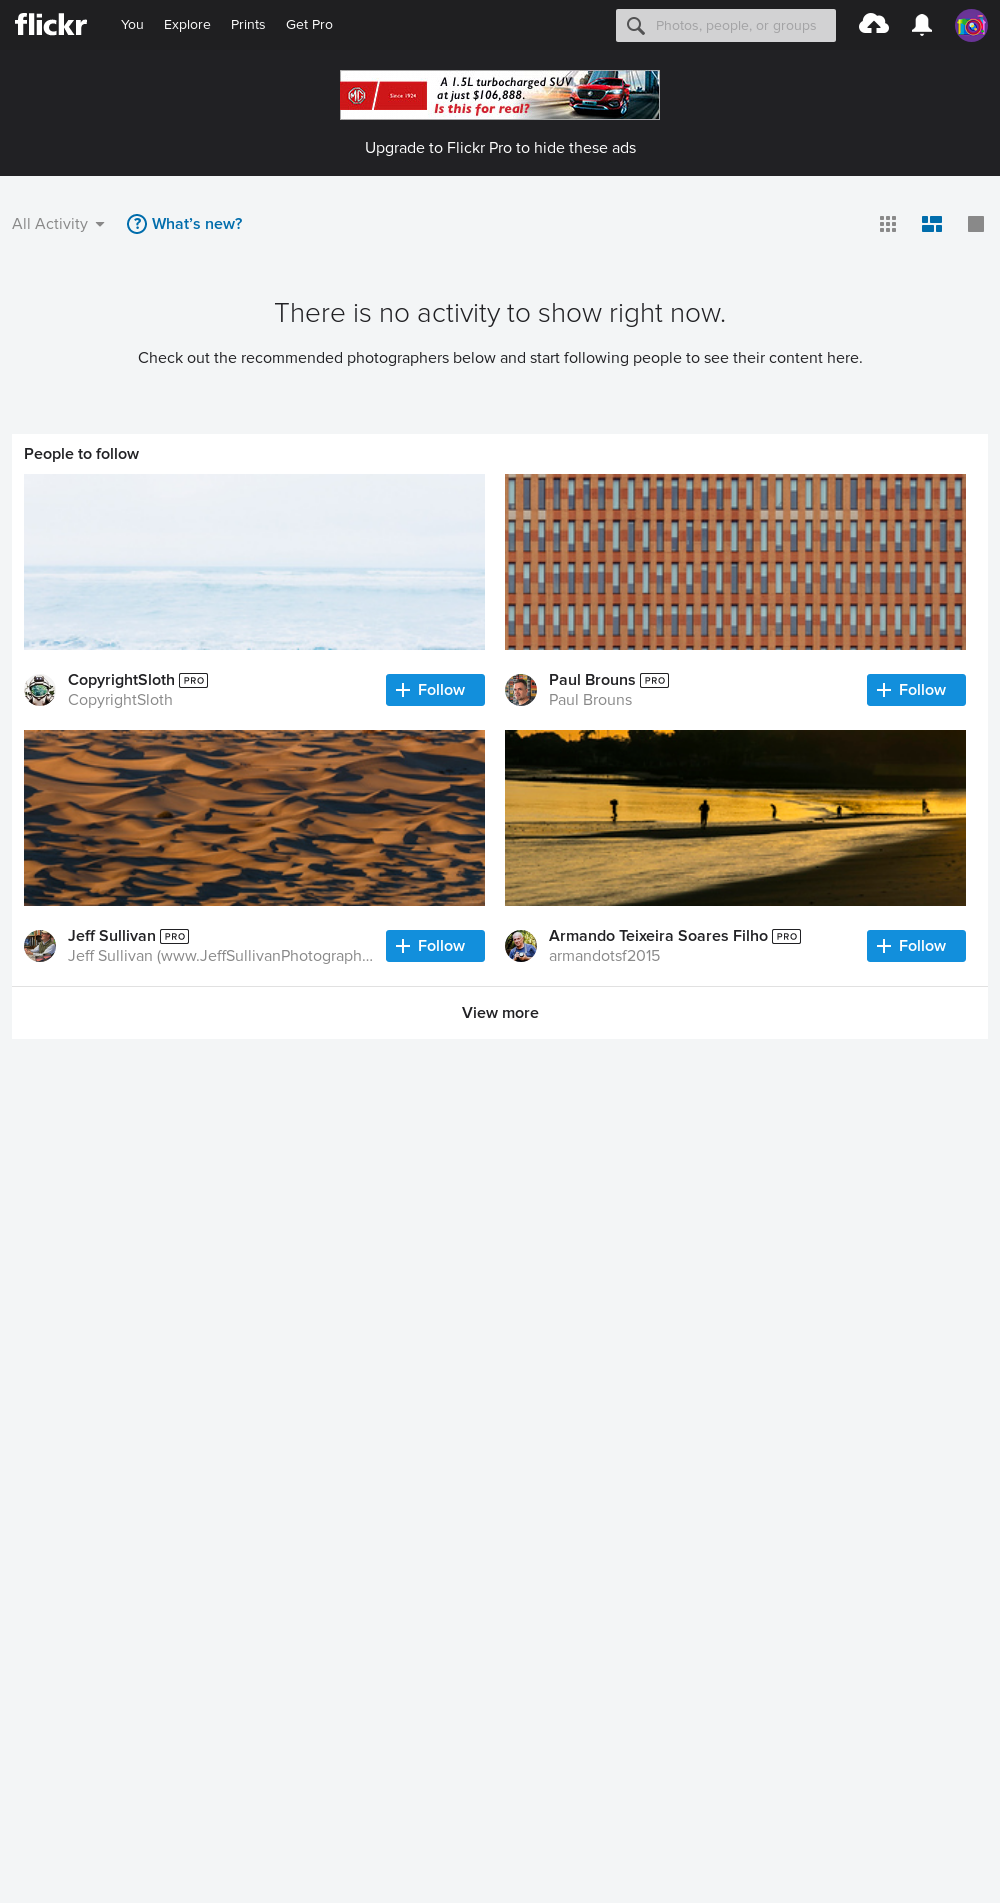 flickr
You Explore Prints Get Pro
Photos, people, or groups
MG
Since 1924
A 1.5L turbocharged SUV
at just $106,888.
Is this for real?
Upgrade to Flickr Pro to hide these ads
All Activity
? What's new?
There is no activity to show right now.
Check out the recommended photographers below and start following people to see their content here.
People to follow
CopyrightSloth PRO
CopyrightSloth
+ Follow
Paul Brouns PRO
Paul Brouns
+ Follow
Jeff Sullivan PRO
Jeff Sullivan (www.JeffSullivanPhotograph...
+ Follow
Armando Teixeira Soares Filho PRO
armandotsf2015
+ Follow
View more